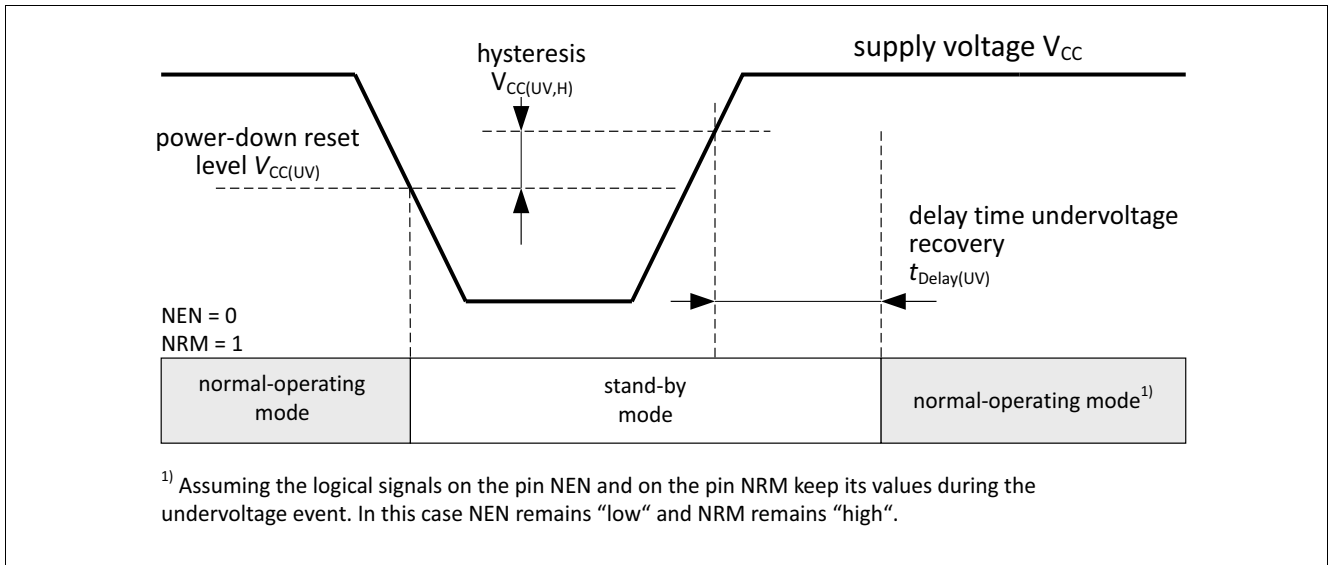 hysteresis
V_CC(UV,H)
supply voltage V_CC
power-down reset
level V_CC(UV)
delay time undervoltage
recovery
t_Delay(UV)
NEN = 0
NRM = 1
normal-operating
mode
stand-by
mode
normal-operating mode¹⁾
¹⁾ Assuming the logical signals on the pin NEN and on the pin NRM keep its values during the
undervoltage event. In this case NEN remains “low“ and NRM remains “high“.